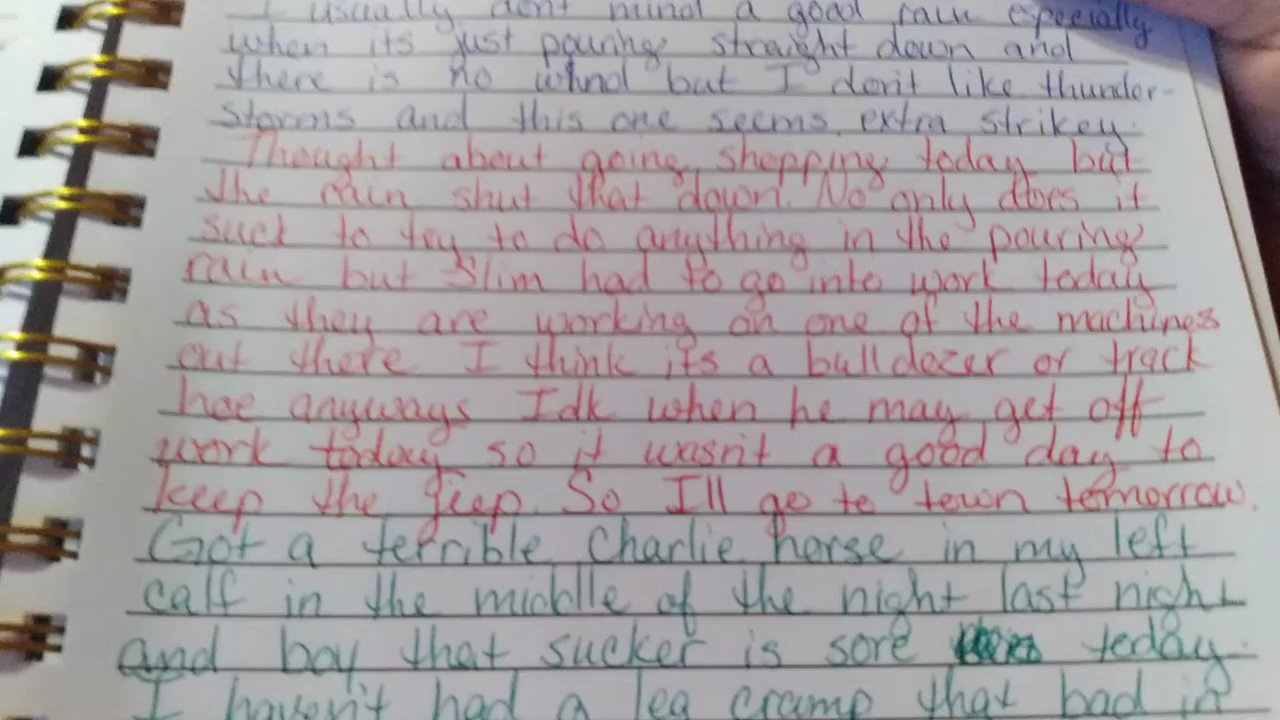 I usually don't mind a good rain especially
when its just pouring straight down and
there is no whnd but I don't like thunder-
storms and this one seems extra strikey.
Thought about going shopping today but
the rain shut that down. No only does it
suck to try to do anything in the pouring
rain but Slim had to go into work today
as they are working on one of the machines
out there I think its a bulldozer or track
hoe anyways Idk when he may get off
work today so it wasn't a good day to
keep the jeep. So I'll go to town tomorrow.
Got a terrible Charlie horse in my left
calf in the middle of the night last night
and boy that sucker is sore today.
I haven't had a leg cramp that bad in